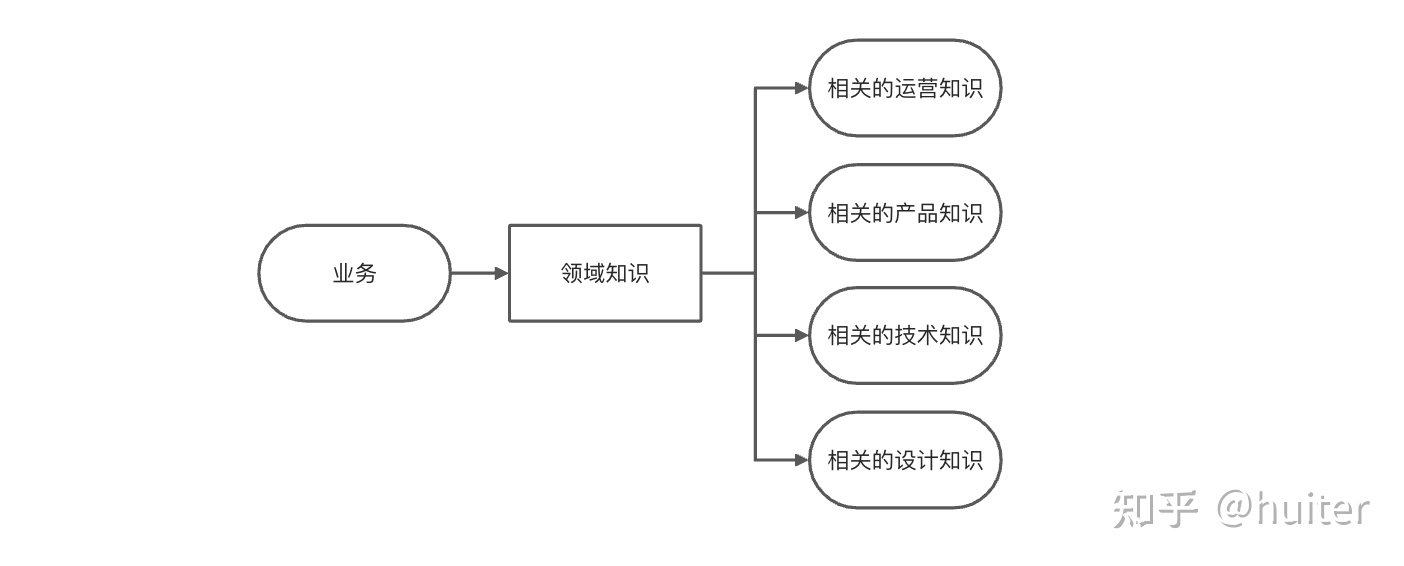 业务
领域知识
相关的运营知识
相关的产品知识
相关的技术知识
相关的设计知识
知乎 @huiter